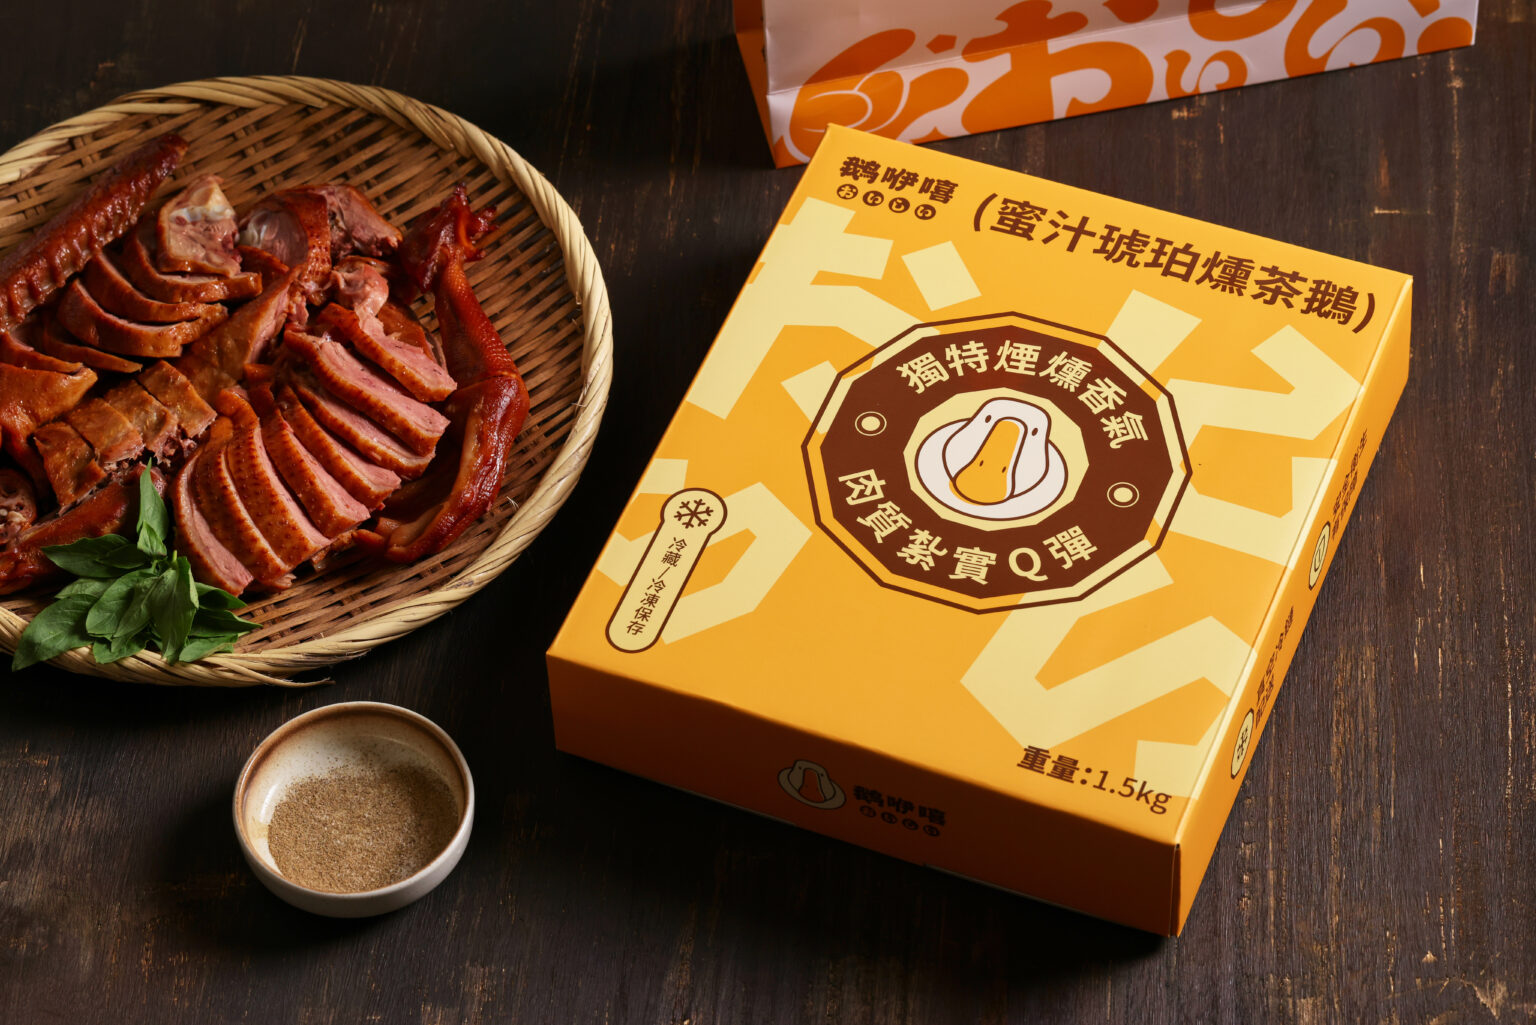 鵝咿嘻
おいしい
(蜜汁琥珀燻茶鵝)
獨特煙燻香氣
肉質紮實Q彈
冷藏/冷凍保存
重量:1.5kg
鵝咿嘻
おいしい